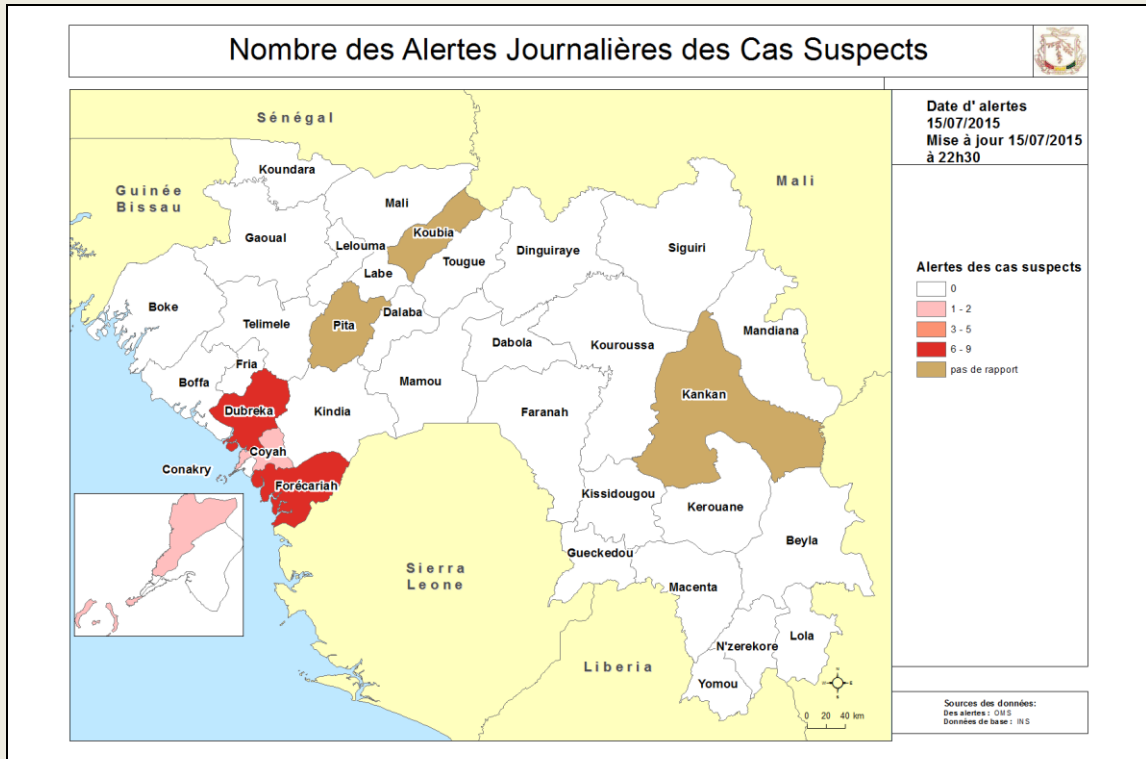 Nombre des Alertes Journalières des Cas Suspects
Date d' alertes
15/07/2015
Mise à jour 15/07/2015
à 22h30
Sénégal
Koundara
Mali
Guinée
Bissau
Mali
Koubia
Gaoual
Lelouma
Siguiri
Dinguiraye
Tougue
Labe
Boke
Dalaba
Telimele
Pita
Mandiana
Dabola
Kouroussa
Fria
Boffa
Mamou
Kankan
Dubreka
Kindia
Faranah
Coyah
Conakry
Forécariah
Kissidougou
Kerouane
Beyla
Gueckedou
Sierra
Leone
Macenta
Lola
N'zerekore
Liberia
Yomou
0 20 40 km
Alertes des cas suspects
0
1 - 2
3 - 5
6 - 9
pas de rapport
Sources des données:
Des alertes : OMS
Données de base : INS